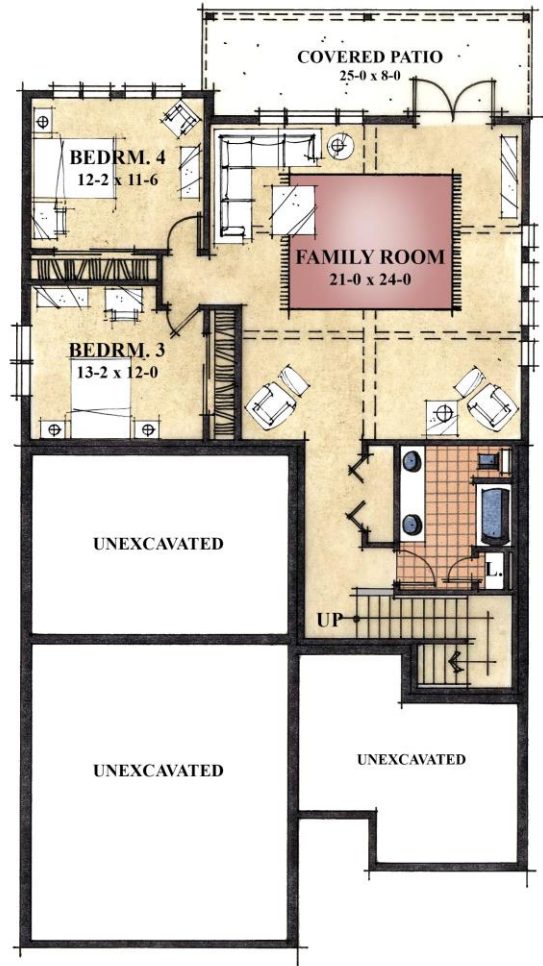 COVERED PATIO
25-0 x 8-0
BEDRM. 4
12-2 x 11-6
FAMILY ROOM
21-0 x 24-0
BEDRM. 3
13-2 x 12-0
UNEXCAVATED
L.
UP
UNEXCAVATED
UNEXCAVATED